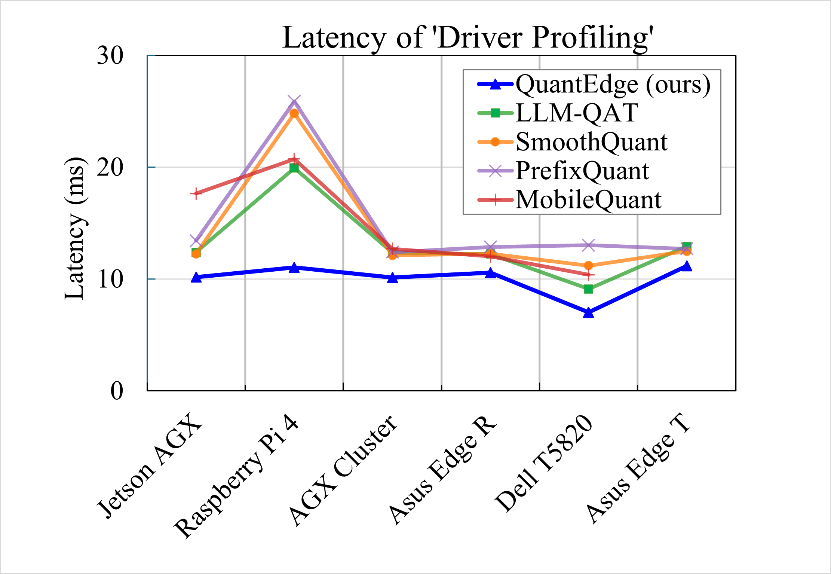 Latency of 'Driver Profiling'
30
20
10
0
Latency (ms)
QuantEdge (ours)
LLM-QAT
SmoothQuant
PrefixQuant
MobileQuant
Jetson AGX
Raspberry Pi 4
AGX Cluster
Asus Edge R
Dell T5820
Asus Edge T